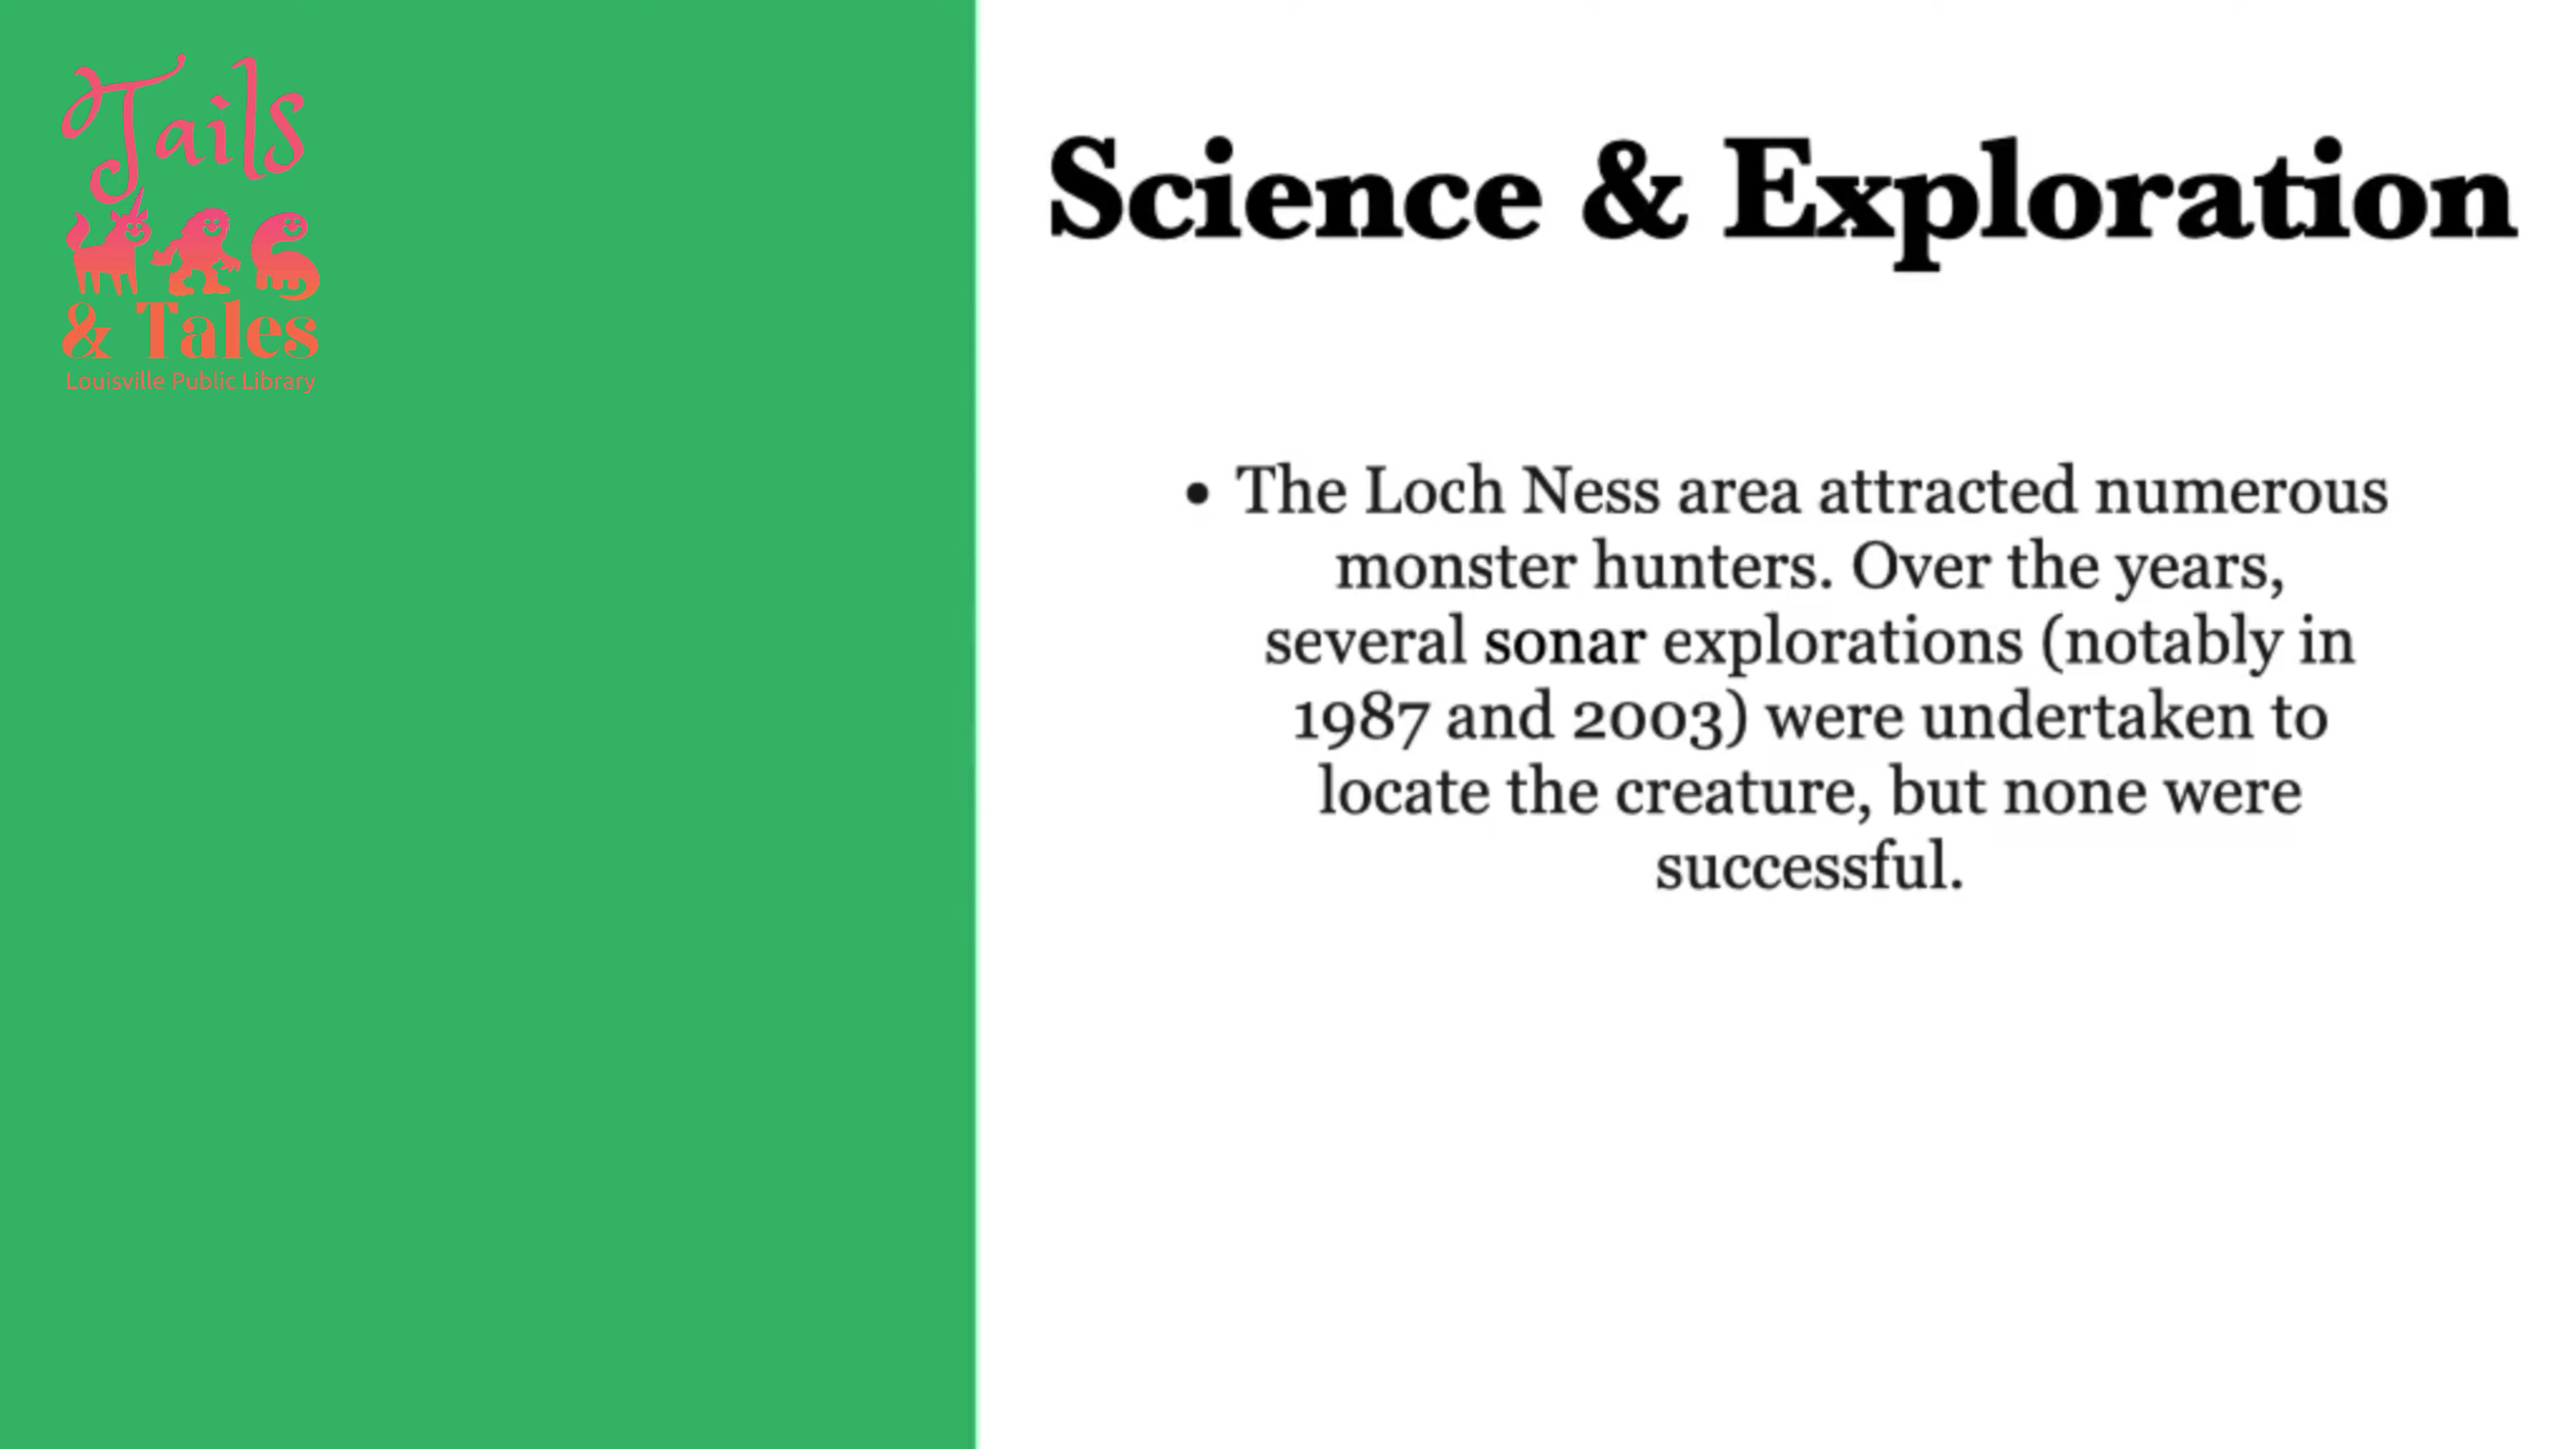 Tails
& Tales
Louisville Public Library
Science & Exploration
• The Loch Ness area attracted numerous
monster hunters. Over the years,
several sonar explorations (notably in
1987 and 2003) were undertaken to
locate the creature, but none were
successful.